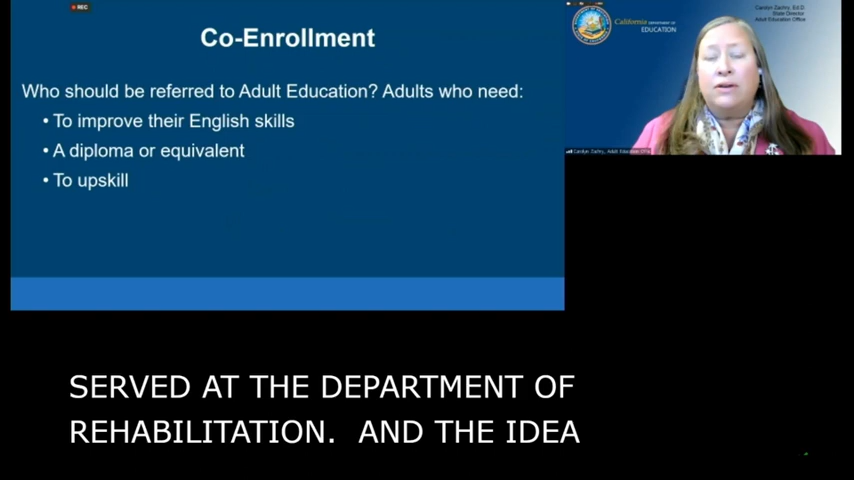 REC
Co-Enrollment
Who should be referred to Adult Education? Adults who need:
• To improve their English skills
• A diploma or equivalent
• To upskill
California DEPARTMENT OF
EDUCATION
Carolyn Zachry, Ed.D.
State Director
Adult Education Office
Carolyn Zachry, Adult Education Office
SERVED AT THE DEPARTMENT OF
REHABILITATION.  AND THE IDEA